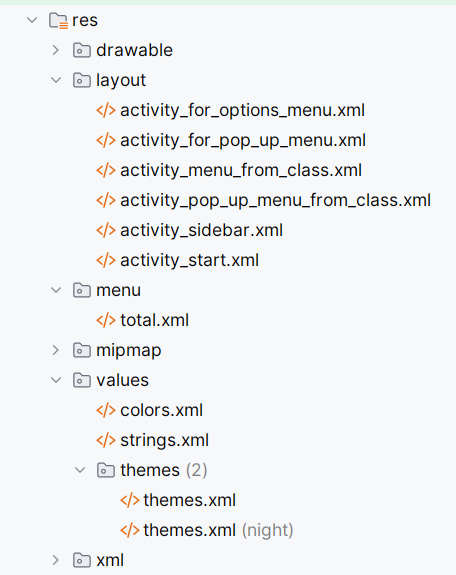 res
drawable
layout
activity_for_options_menu.xml
activity_for_pop_up_menu.xml
activity_menu_from_class.xml
activity_pop_up_menu_from_class.xml
activity_sidebar.xml
activity_start.xml
menu
total.xml
mipmap
values
colors.xml
strings.xml
themes (2)
themes.xml
themes.xml (night)
xml